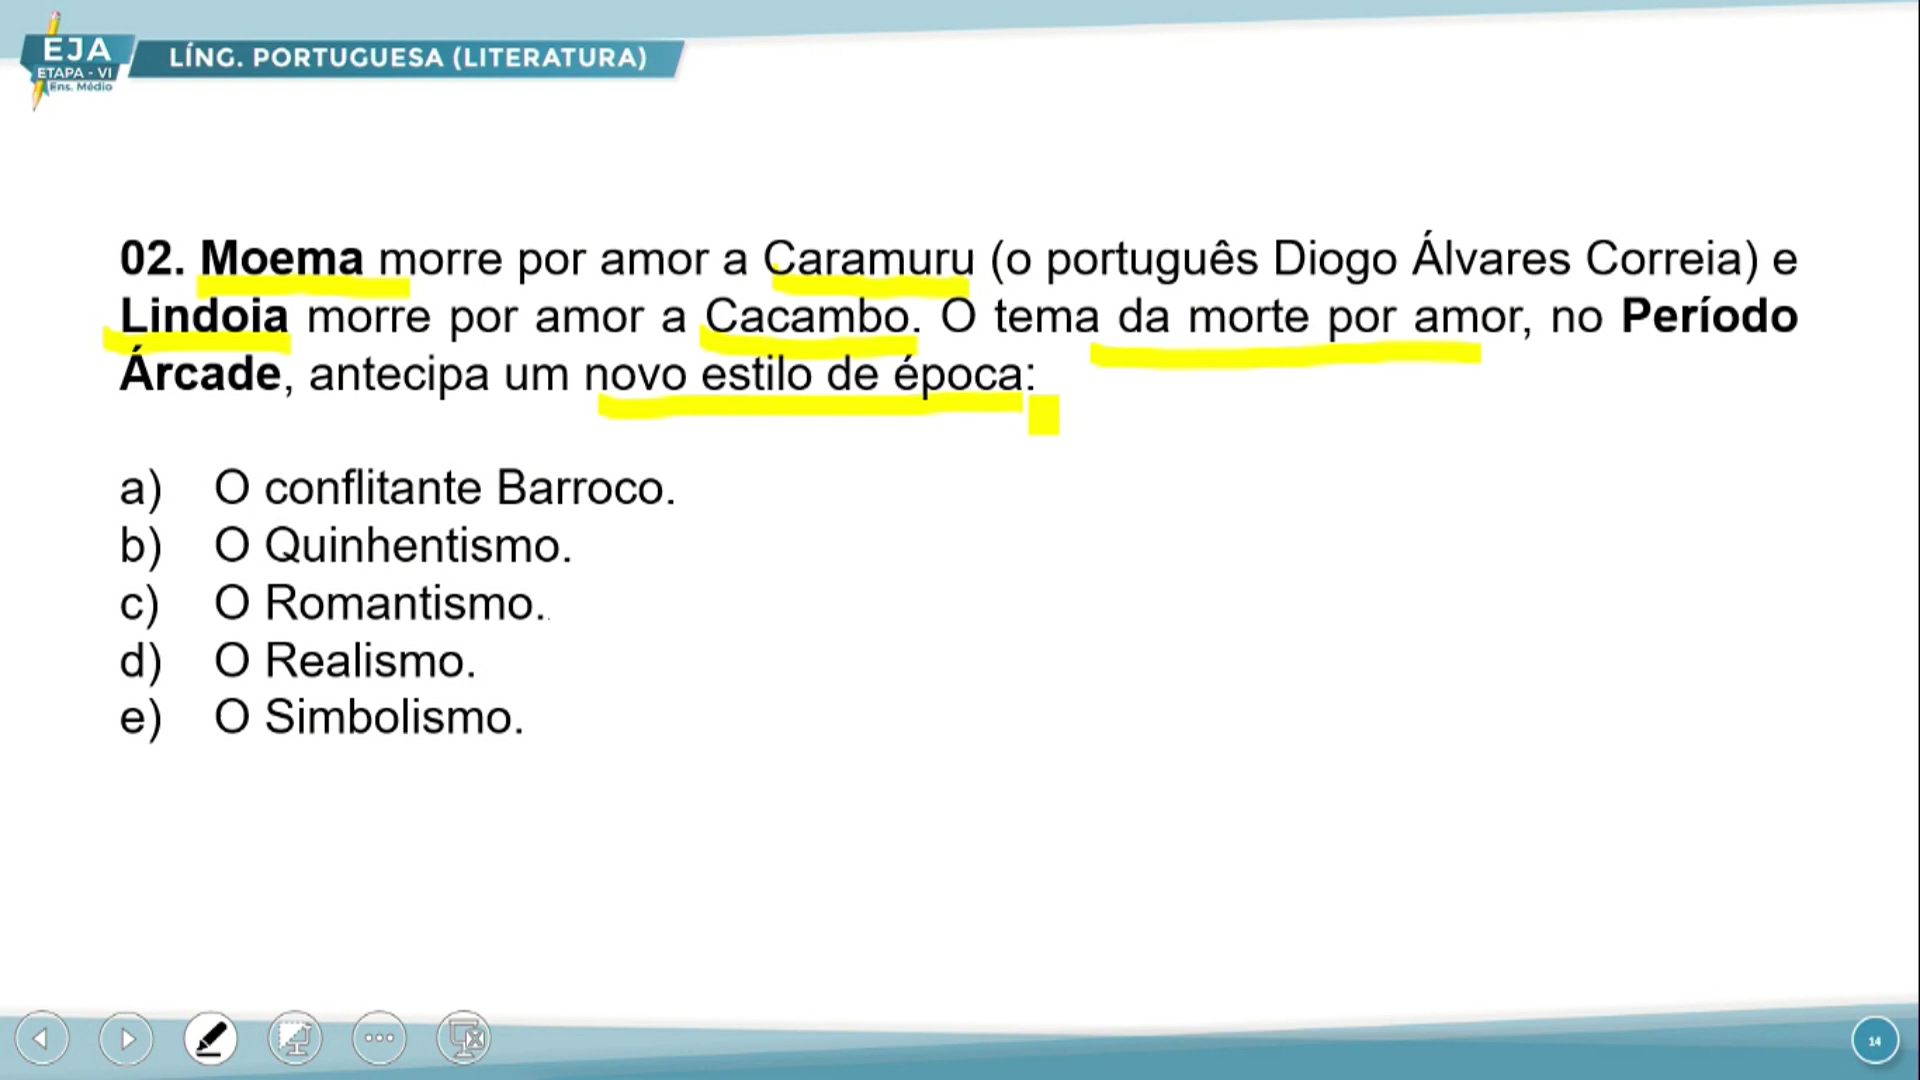 EJA
ETAPA - VI
Ens. Médio
LÍNG. PORTUGUESA (LITERATURA)
02. Moema morre por amor a Caramuru (o português Diogo Álvares Correia) e
Lindoia morre por amor a Cacambo. O tema da morte por amor, no Período
Árcade, antecipa um novo estilo de época:
a) O conflitante Barroco.
b) O Quinhentismo.
c) O Romantismo.
d) O Realismo.
e) O Simbolismo.
14